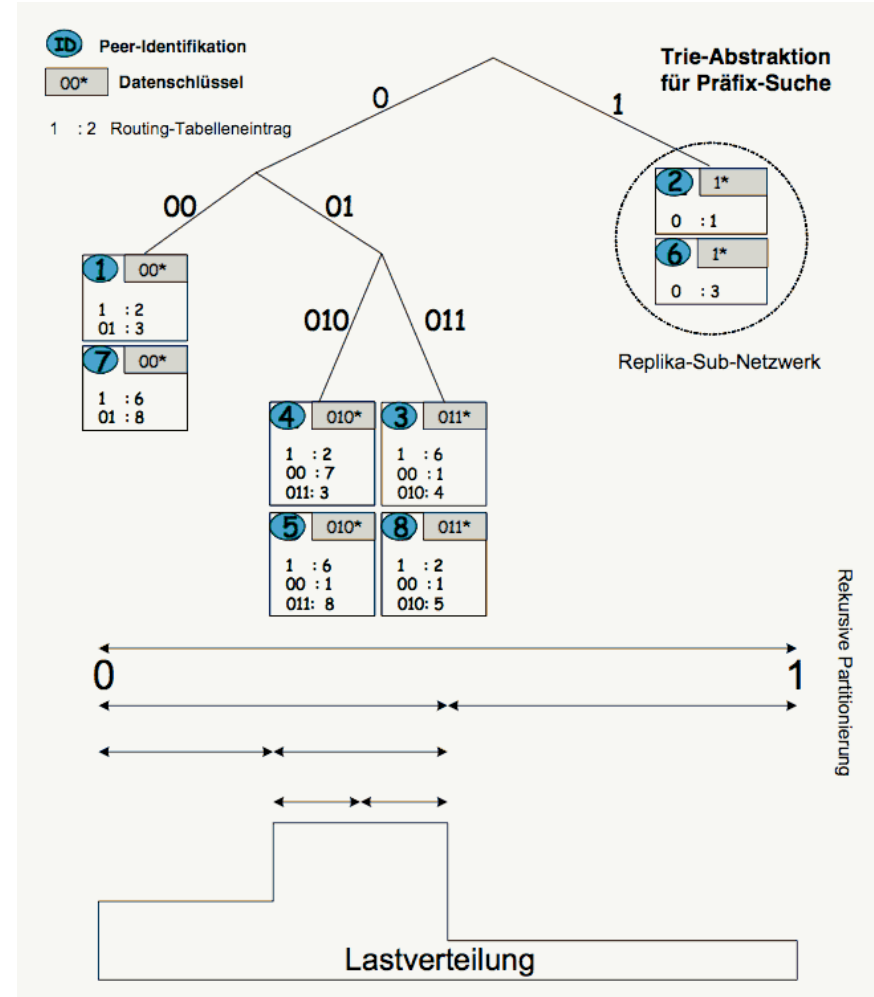 ID Peer-Identifikation
00* Datenschlüssel
1 : 2 Routing-Tabelleneintrag
Trie-Abstraktion
für Präfix-Suche
0
1
00
01
010
011
2 1*
0 : 1
6 1*
0 : 3
Replika-Sub-Netzwerk
1 00*
1 : 2
01 : 3
7 00*
1 : 6
01 : 8
4 010*
1 : 2
00 : 7
011: 3
5 010*
1 : 6
00 : 1
011: 8
3 011*
1 : 6
00 : 1
010: 4
8 011*
1 : 2
00 : 1
010: 5
Rekursive Partitionierung
0
1
Lastverteilung